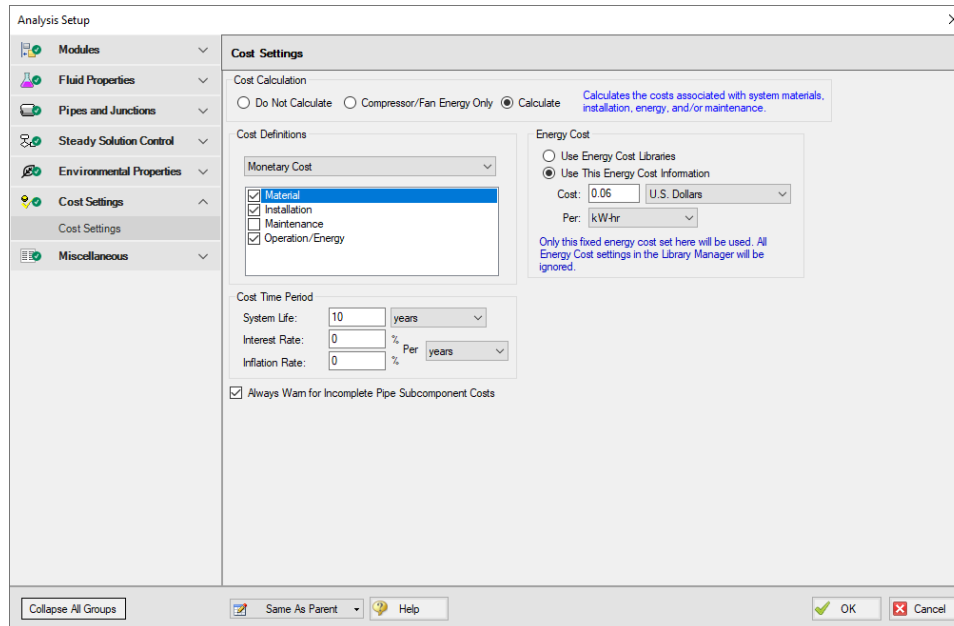 Analysis Setup
Modules
Fluid Properties
Pipes and Junctions
Steady Solution Control
Environmental Properties
Cost Settings
Cost Settings
Miscellaneous
Cost Settings
Cost Calculation
Do Not Calculate
Compressor/Fan Energy Only
Calculate
Calculates the costs associated with system materials,
installation, energy, and/or maintenance.
Cost Definitions
Monetary Cost
Material
Installation
Maintenance
Operation/Energy
Energy Cost
Use Energy Cost Libraries
Use This Energy Cost Information
Cost: 0.06 U.S. Dollars
Per: kW-hr
Only this fixed energy cost set here will be used. All
Energy Cost settings in the Library Manager will be
ignored.
Cost Time Period
System Life: 10 years
Interest Rate: 0 %
Per years
Inflation Rate: 0 %
Always Warn for Incomplete Pipe Subcomponent Costs
Collapse All Groups
Same As Parent
Help
OK
Cancel